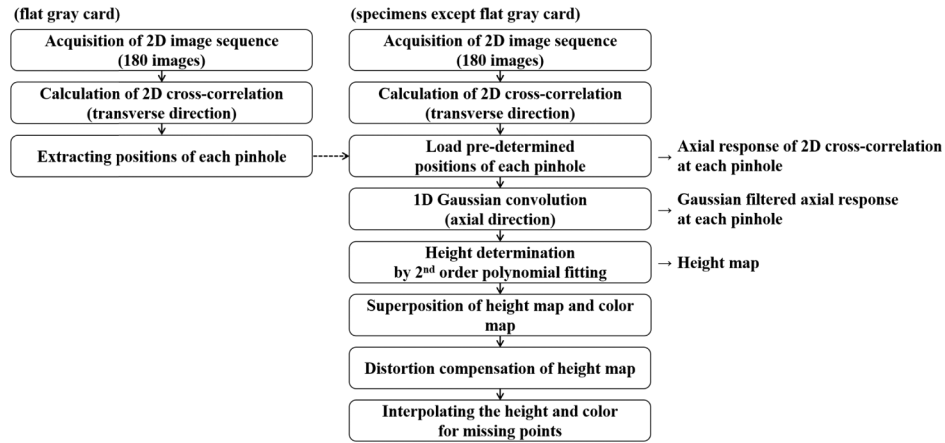 (flat gray card)
Acquisition of 2D image sequence
(180 images)
Calculation of 2D cross-correlation
(transverse direction)
Extracting positions of each pinhole
(specimens except flat gray card)
Acquisition of 2D image sequence
(180 images)
Calculation of 2D cross-correlation
(transverse direction)
Load pre-determined
positions of each pinhole
→ Axial response of 2D cross-correlation
at each pinhole
1D Gaussian convolution
(axial direction)
→ Gaussian filtered axial response
at each pinhole
Height determination
by 2nd order polynomial fitting
→ Height map
Superposition of height map and color
map
Distortion compensation of height map
Interpolating the height and color
for missing points